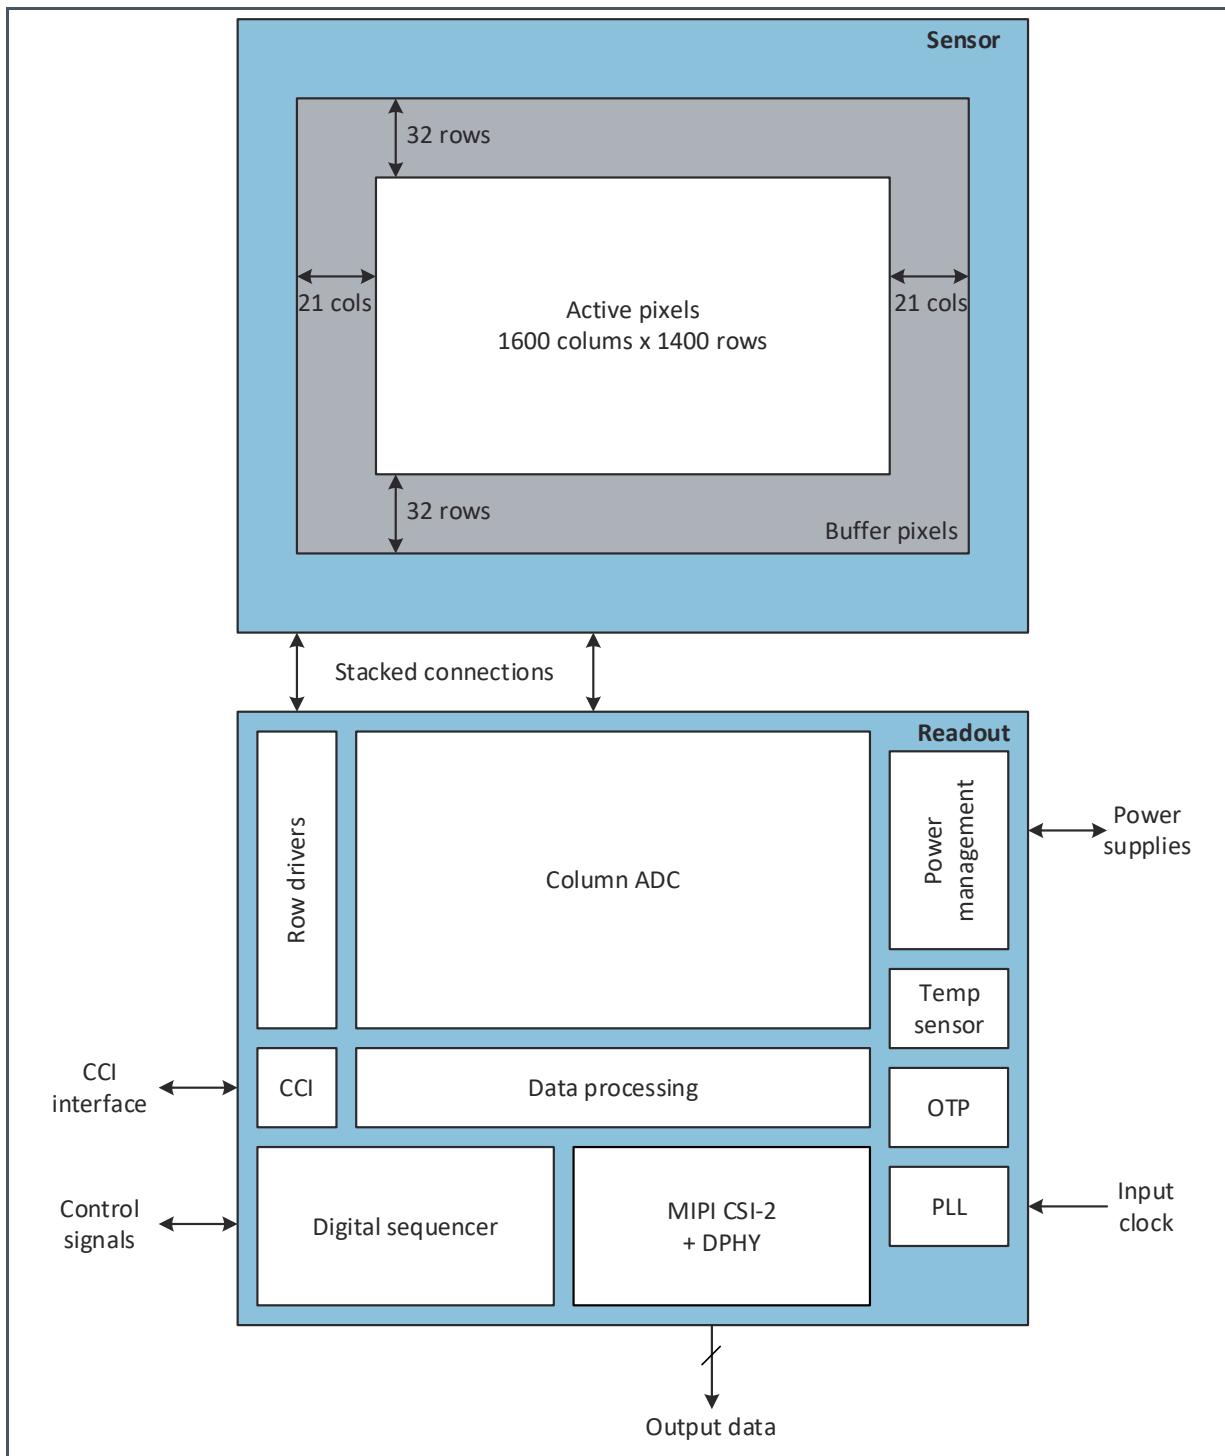 Sensor
32 rows
21 cols
21 cols
Active pixels
1600 colums x 1400 rows
32 rows
Buffer pixels
Stacked connections
Readout
Row drivers
Column ADC
Power
management
Power
supplies
Temp
sensor
CCI
interface
CCI
Data processing
OTP
Control
signals
Digital sequencer
MIPI CSI-2
+ DPHY
PLL
Input
clock
Output data